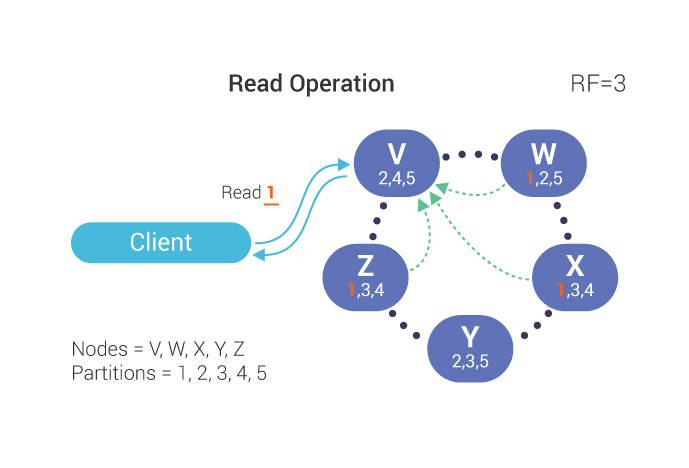 Read Operation
RF=3
V
2,4,5
W
1,2,5
Read 1
Client
Z
1,3,4
X
1,3,4
Y
2,3,5
Nodes = V, W, X, Y, Z
Partitions = 1, 2, 3, 4, 5